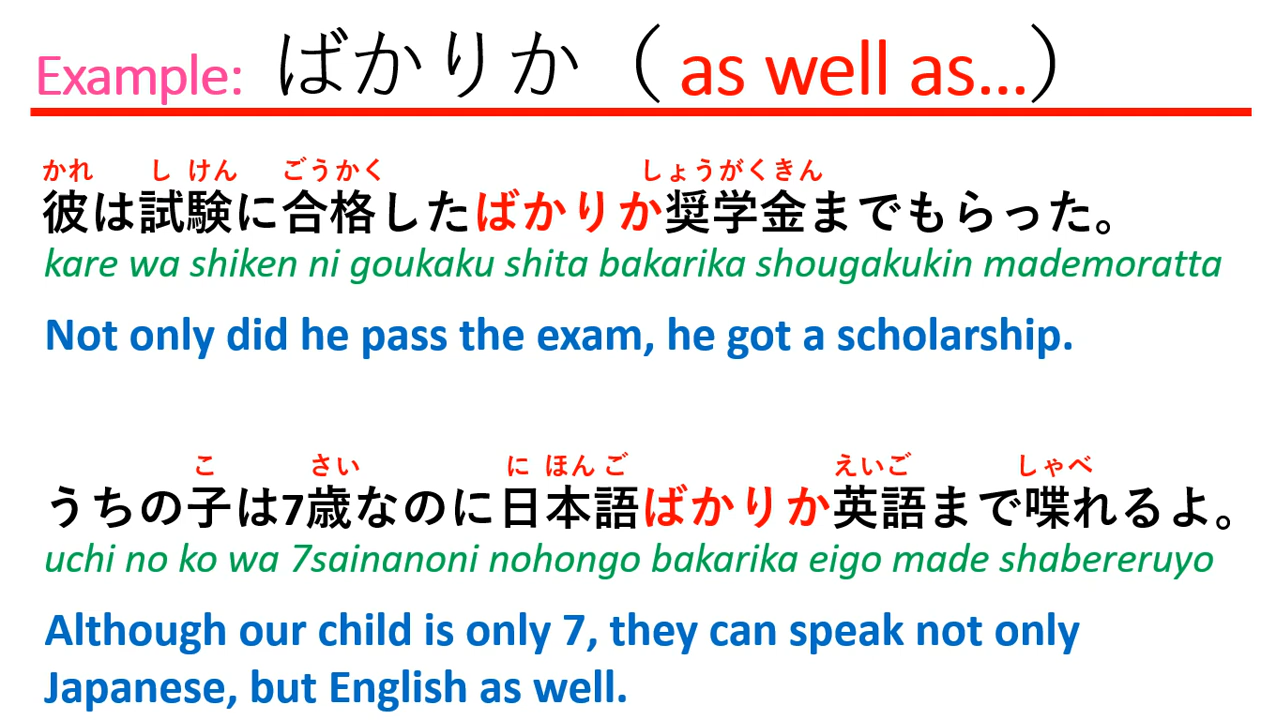 Example: ばかりか（as well as...）
かれ し けん ごうかく しょうがくきん
彼は試験に合格したばかりか奨学金までもらった。
kare wa shiken ni goukaku shita bakarika shougakukin mademoratta
Not only did he pass the exam, he got a scholarship.
こ さい に ほん ご えいご しゃべ
うちの子は7歳なのに日本語ばかりか英語まで喋れるよ。
uchi no ko wa 7sainanoni nohongo bakarika eigo made shabereruyo
Although our child is only 7, they can speak not only
Japanese, but English as well.